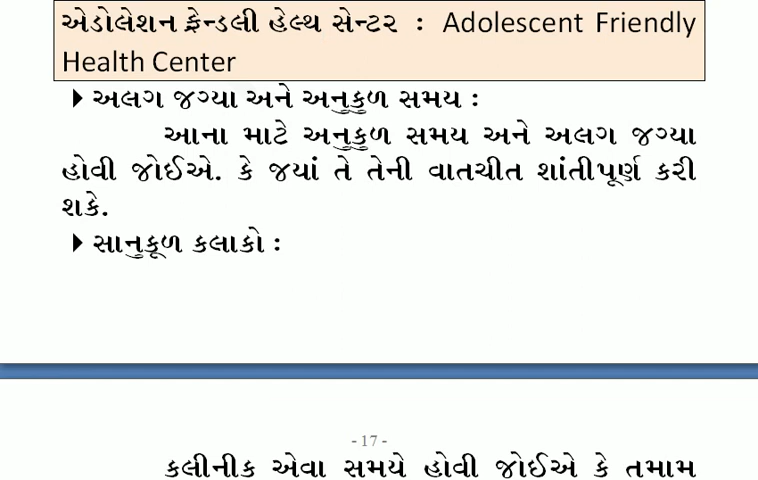 એડોલેશન ફ્રેન્ડલી હેલ્થ સેન્ટર : Adolescent Friendly
Health Center
અલગ જગ્યા અને અનુકુળ સમય :
આના માટે અનુકુળ સમય અને અલગ જગ્યા
હોવી જોઈએ. કે જયાં તે તેની વાતચીત શાંતીપૂર્ણ કરી
શકે.
સાનુકૂળ કલાકો :
- 17 -
કલીનીક એવા સમયે હોવી જોઈએ કે તમામ